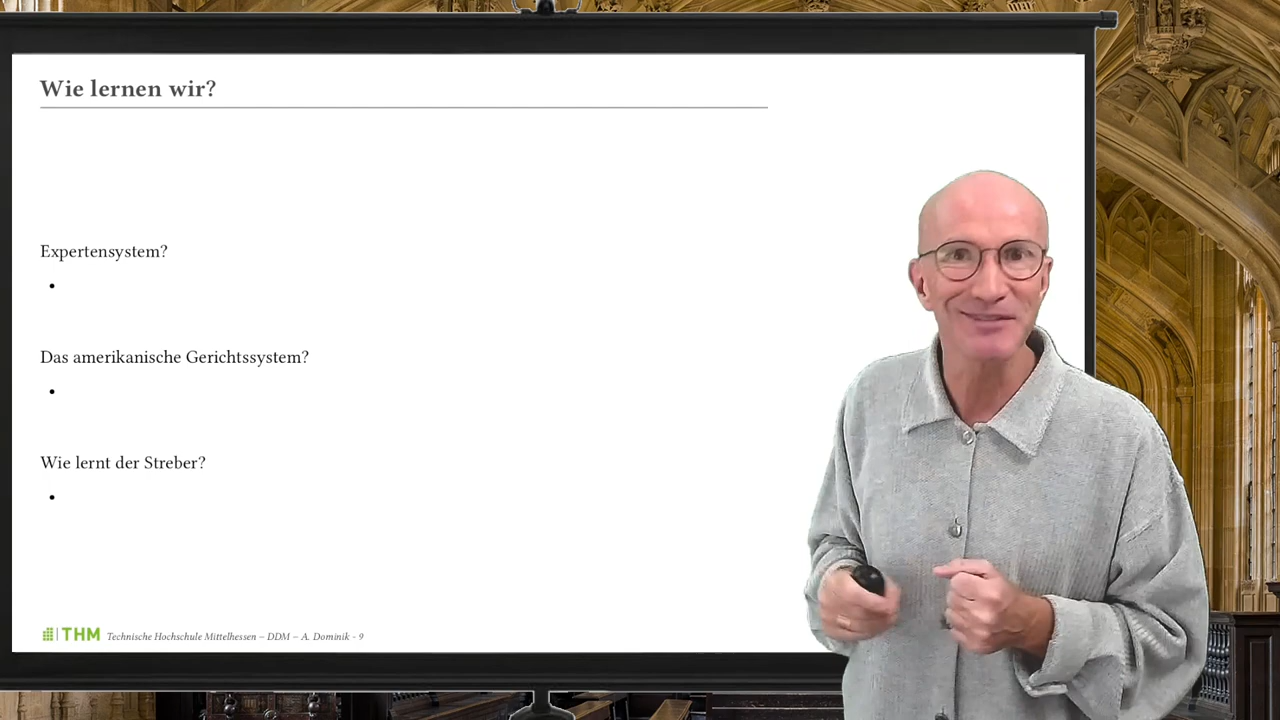 Wie lernen wir?
Expertensystem?
•
Das amerikanische Gerichtssystem?
•
Wie lernt der Streber?
•
THM Technische Hochschule Mittelhessen – DDM – A. Dominik - 9